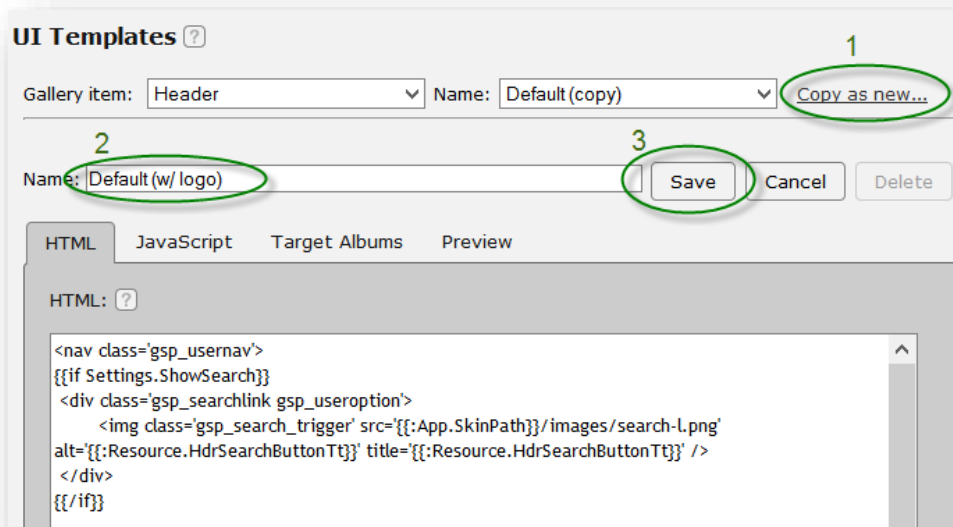 UI Templates ?
1
Gallery item: Header Name: Default (copy) Copy as new...
2
3
Name: Default (w/ logo) Save Cancel Delete
HTML JavaScript Target Albums Preview
HTML: ?
<nav class='gsp_usernav'>
{{if Settings.ShowSearch}}
<div class='gsp_searchlink gsp_useroption'>
<img class='gsp_search_trigger' src='{{:App.SkinPath}}/images/search-l.png'
alt='{{:Resource.HdrSearchButtonTt}}' title='{{:Resource.HdrSearchButtonTt}}' />
</div>
{{/if}}